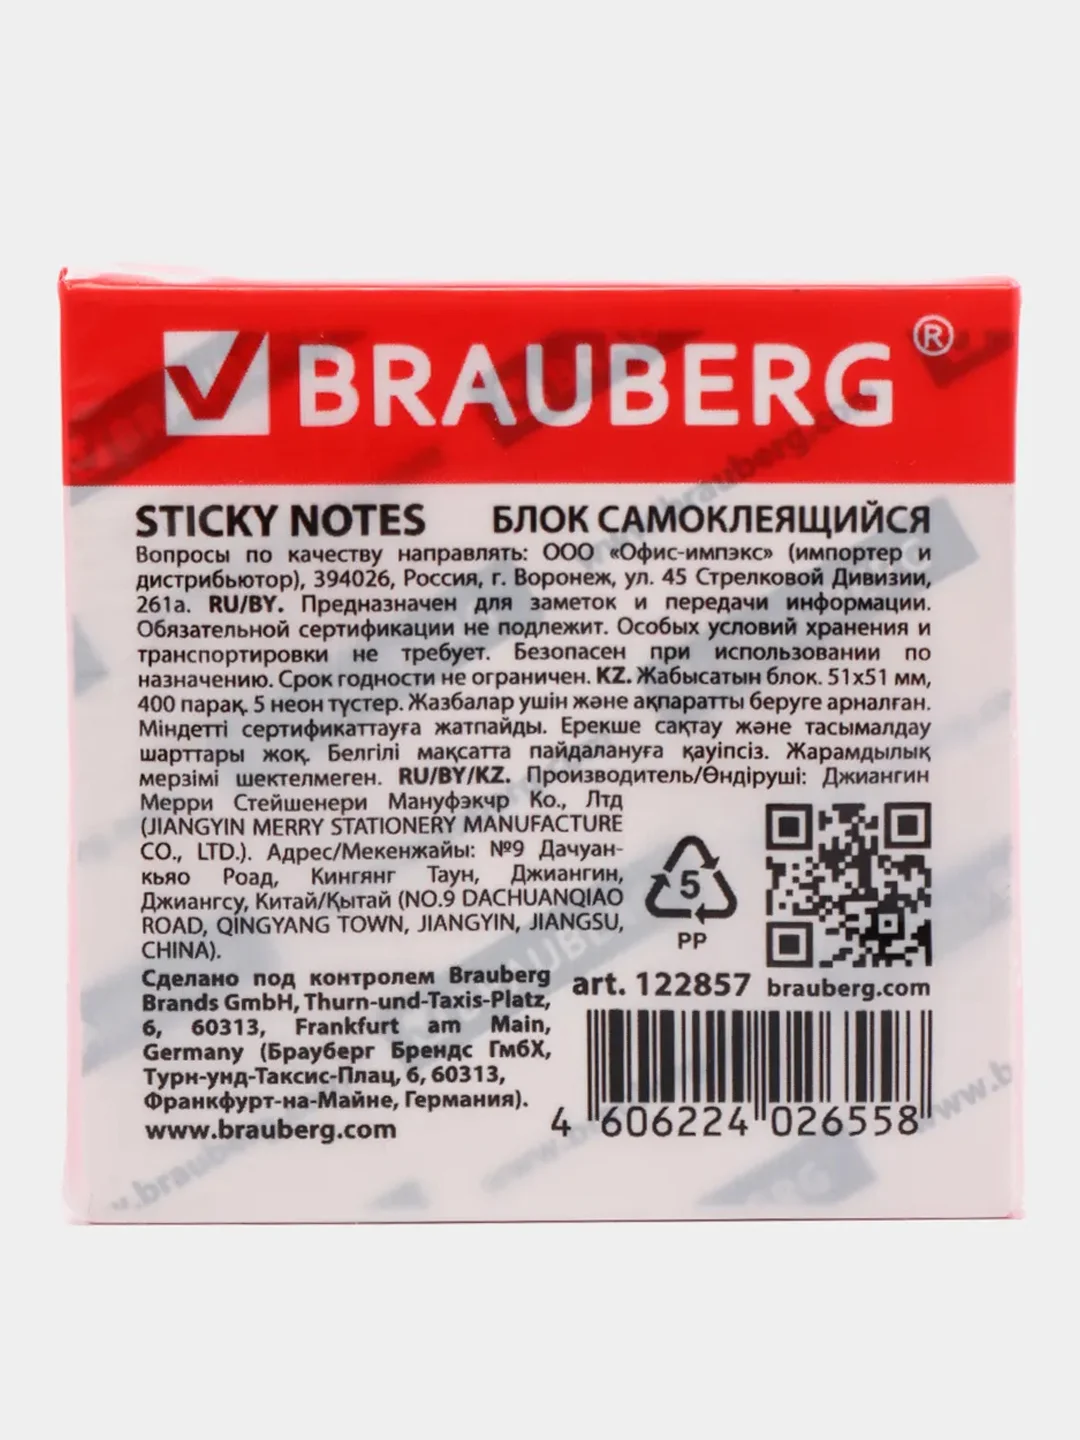 BRAUBERG®
STICKY NOTES БЛОК САМОКЛЕЯЩИЙСЯ
Вопросы по качеству направлять: ООО «Офис-импэкс» (импортер и
дистрибьютор), 394026, Россия, г. Воронеж, ул. 45 Стрелковой Дивизии,
261а. RU/BY. Предназначен для заметок и передачи информации.
Обязательной сертификации не подлежит. Особых условий хранения и
транспортировки не требует. Безопасен при использовании по
назначению. Срок годности не ограничен. KZ. Жабысатын блок. 51х51 мм,
400 парақ. 5 неон түстер. Жазбалар үшін және ақпаратты беруге арналған.
Міндетті сертификаттауға жатпайды. Ерекше сақтау және тасымалдау
шарттары жоқ. Белгілі мақсатта пайдалануға қауіпсіз. Жарамдылық
мерзімі шектелмеген. RU/BY/KZ. Производитель/Өндіруші: Джиангин
Мерри Стейшенери Мануфэкчр Ко., Лтд
(JIANGYIN MERRY STATIONERY MANUFACTURE
CO., LTD.). Адрес/Мекенжайы: №9 Дачуан-
кьяо Роад, Кингянг Таун, Джиангин,
Джиангсу, Китай/Қытай (NO.9 DACHUANQIAO
ROAD, QINGYANG TOWN, JIANGYIN, JIANGSU,
CHINA).
Сделано под контролем Brauberg
Brands GmbH, Thurn-und-Taxis-Platz,
6, 60313, Frankfurt am Main,
Germany (Брауберг Брендс ГмбХ,
Турн-унд-Таксис-Плац, 6, 60313,
Франкфурт-на-Майне, Германия).
www.brauberg.com
5
PP
art. 122857 brauberg.com
4 606224 026558